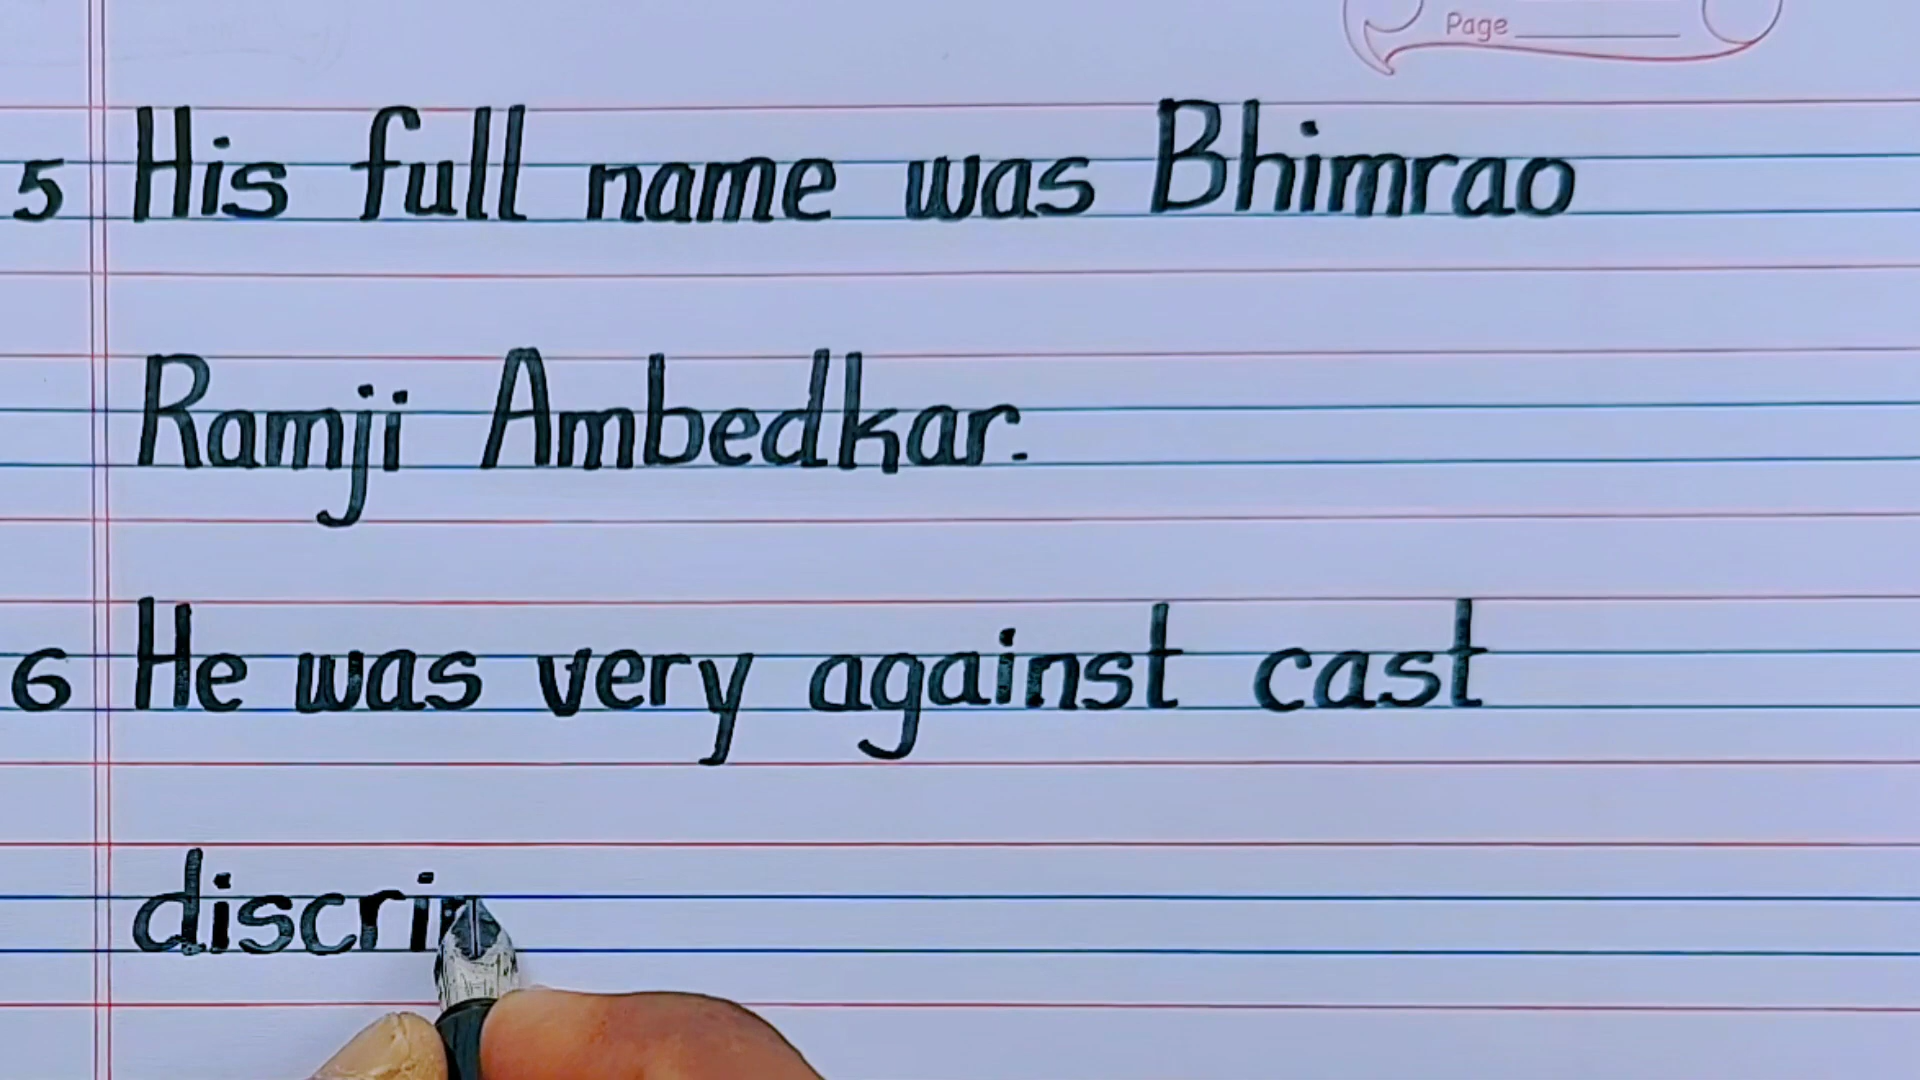 Page
5 His full name was Bhimrao
Ramji Ambedkar.
6 He was very against cast
discri